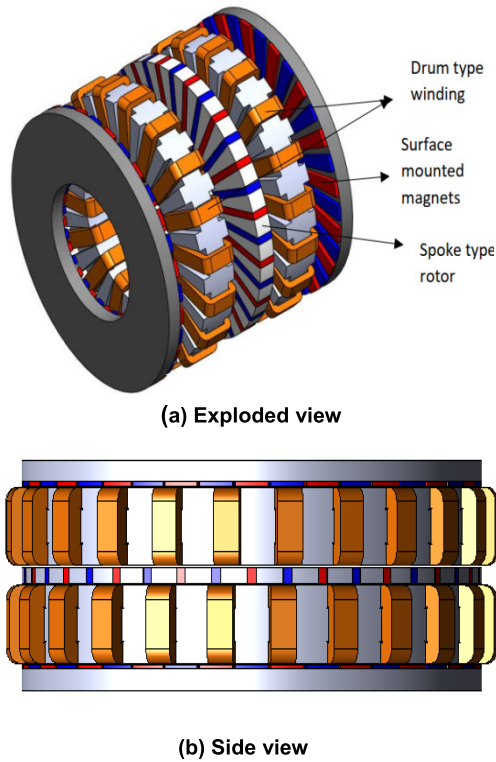 Drum type
winding
Surface
mounted
magnets
Spoke type
rotor
(a) Exploded view
(b) Side view